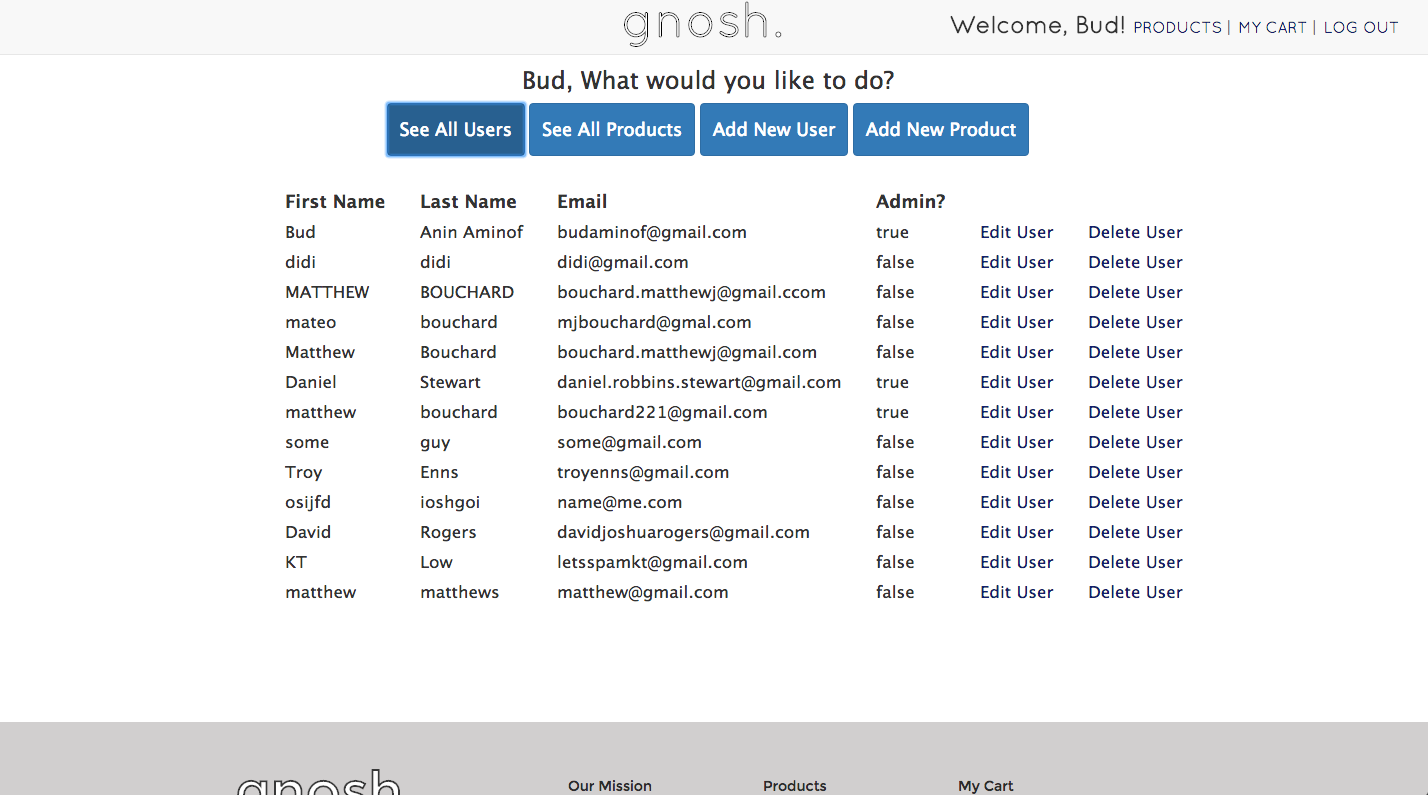 gnosh.
Welcome, Bud! PRODUCTS | MY CART | LOG OUT
Bud, What would you like to do?
See All Users See All Products Add New User Add New Product
First Name Last Name Email Admin?
Bud Anin Aminof budaminof@gmail.com true Edit User Delete User
didi didi didi@gmail.com false Edit User Delete User
MATTHEW BOUCHARD bouchard.matthewj@gmail.ccom false Edit User Delete User
mateo bouchard mjbouchard@gmal.com false Edit User Delete User
Matthew Bouchard bouchard.matthewj@gmail.com false Edit User Delete User
Daniel Stewart daniel.robbins.stewart@gmail.com true Edit User Delete User
matthew bouchard bouchard221@gmail.com true Edit User Delete User
some guy some@gmail.com false Edit User Delete User
Troy Enns troyenns@gmail.com false Edit User Delete User
osijfd ioshgoi name@me.com false Edit User Delete User
David Rogers davidjoshuarogers@gmail.com false Edit User Delete User
KT Low letsspamkt@gmail.com false Edit User Delete User
matthew matthews matthew@gmail.com false Edit User Delete User
gnosh Our Mission Products My Cart